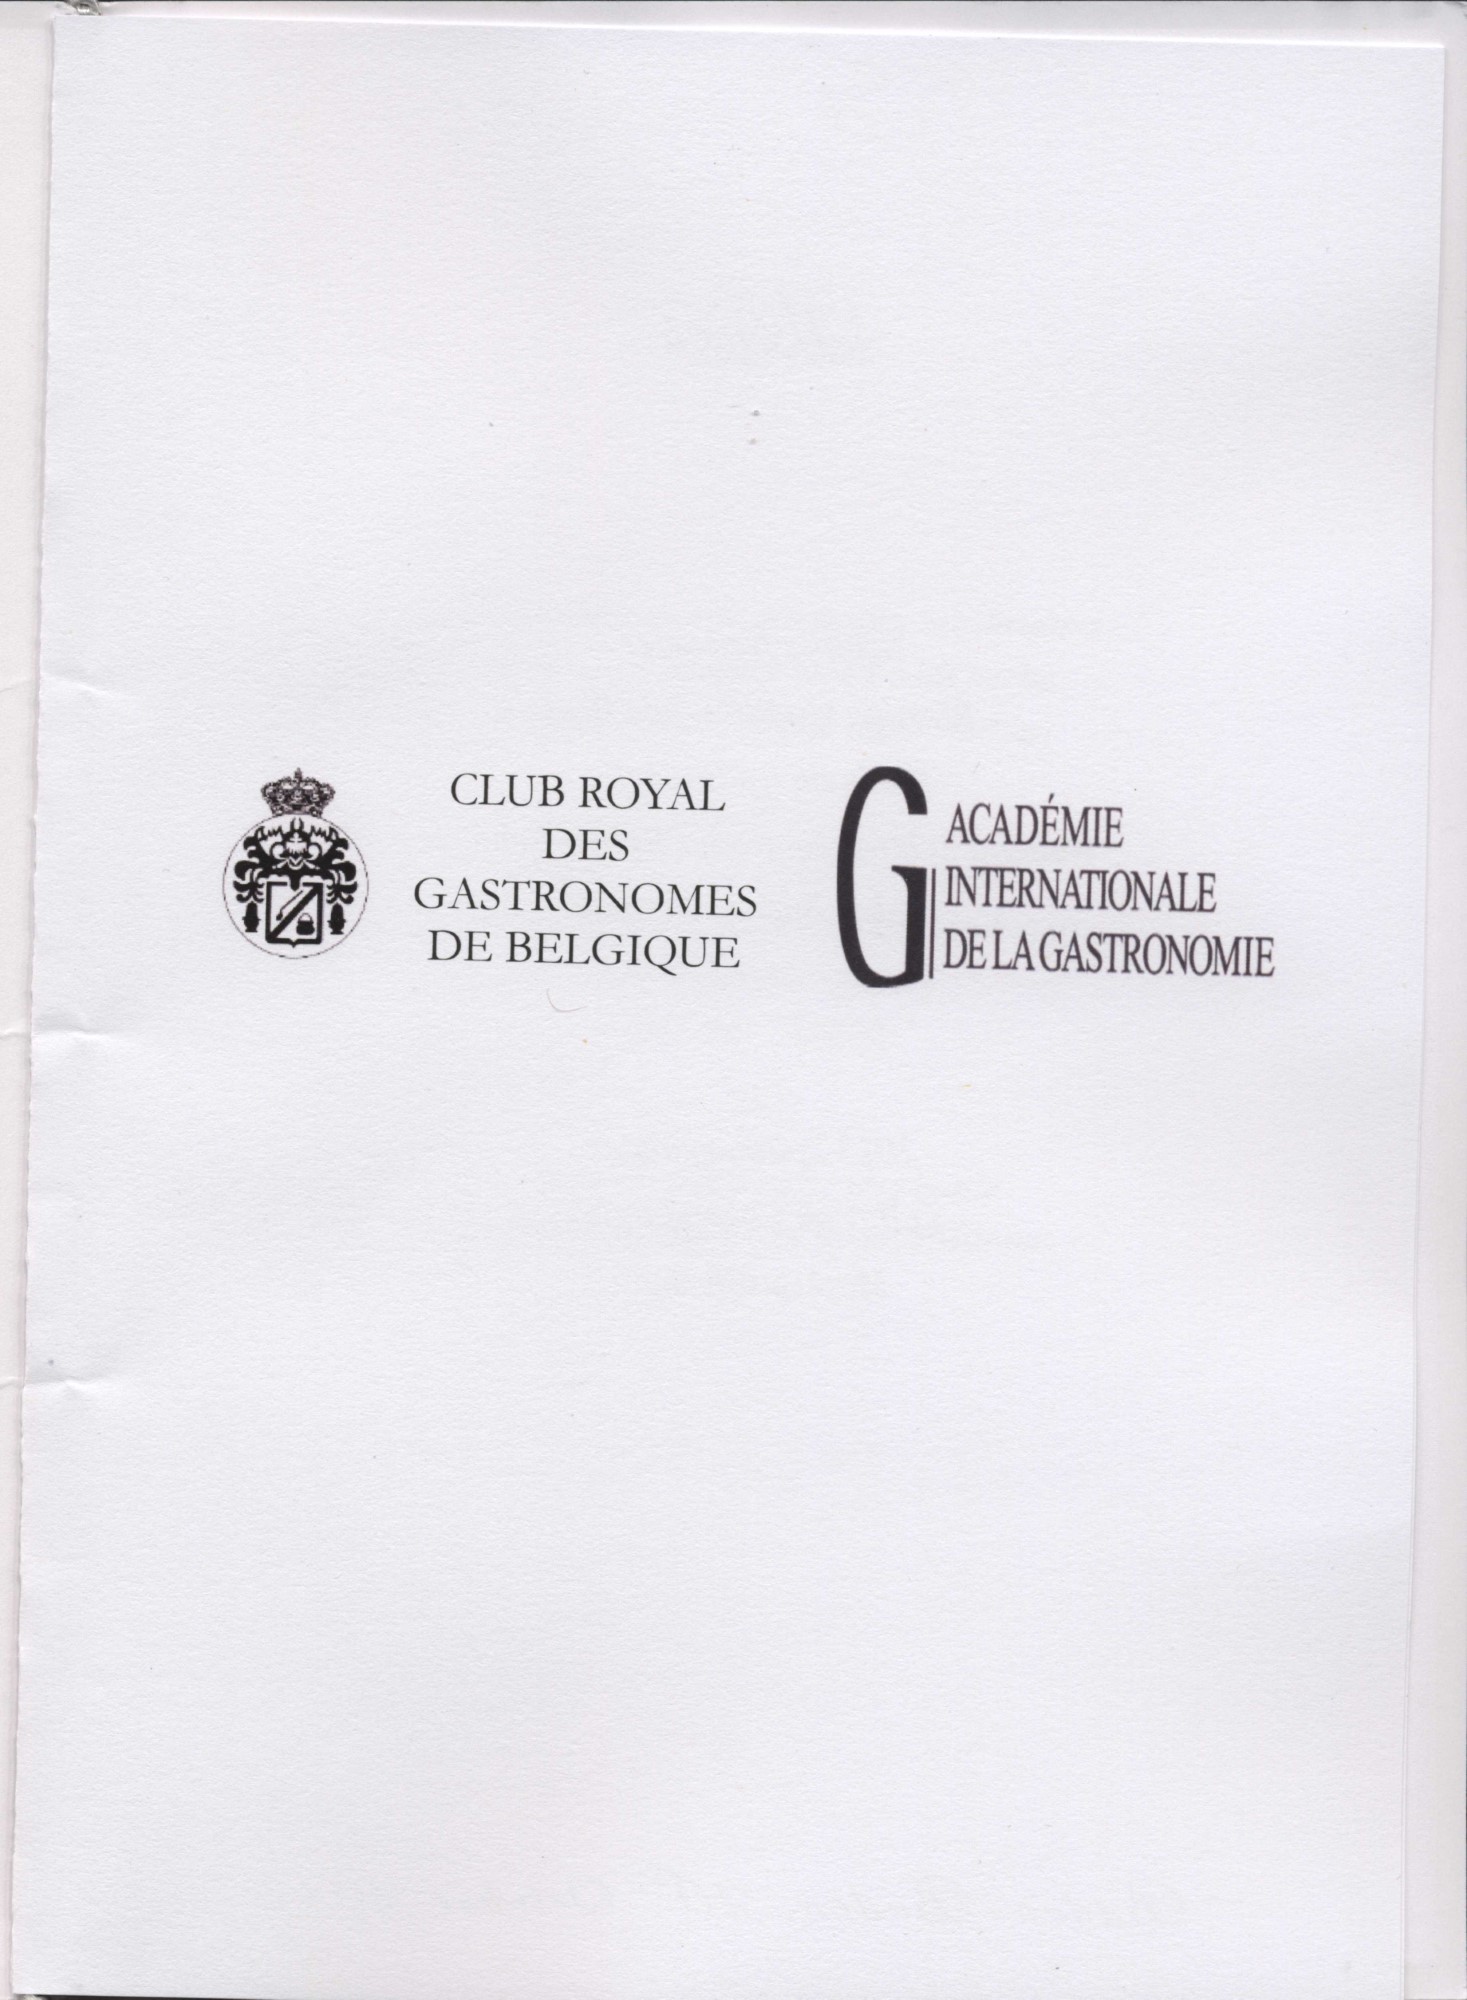 CLUB ROYAL
DES
GASTRONOMES
DE BELGIQUE
G
ACADÉMIE
INTERNATIONALE
DE LA GASTRONOMIE